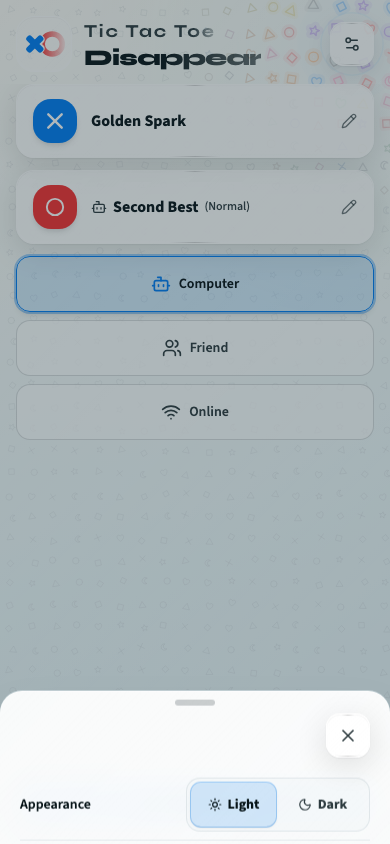 Tic Tac Toe
Disappear
Golden Spark
Second Best (Normal)
Computer
Friend
Online
Appearance
Light
Dark